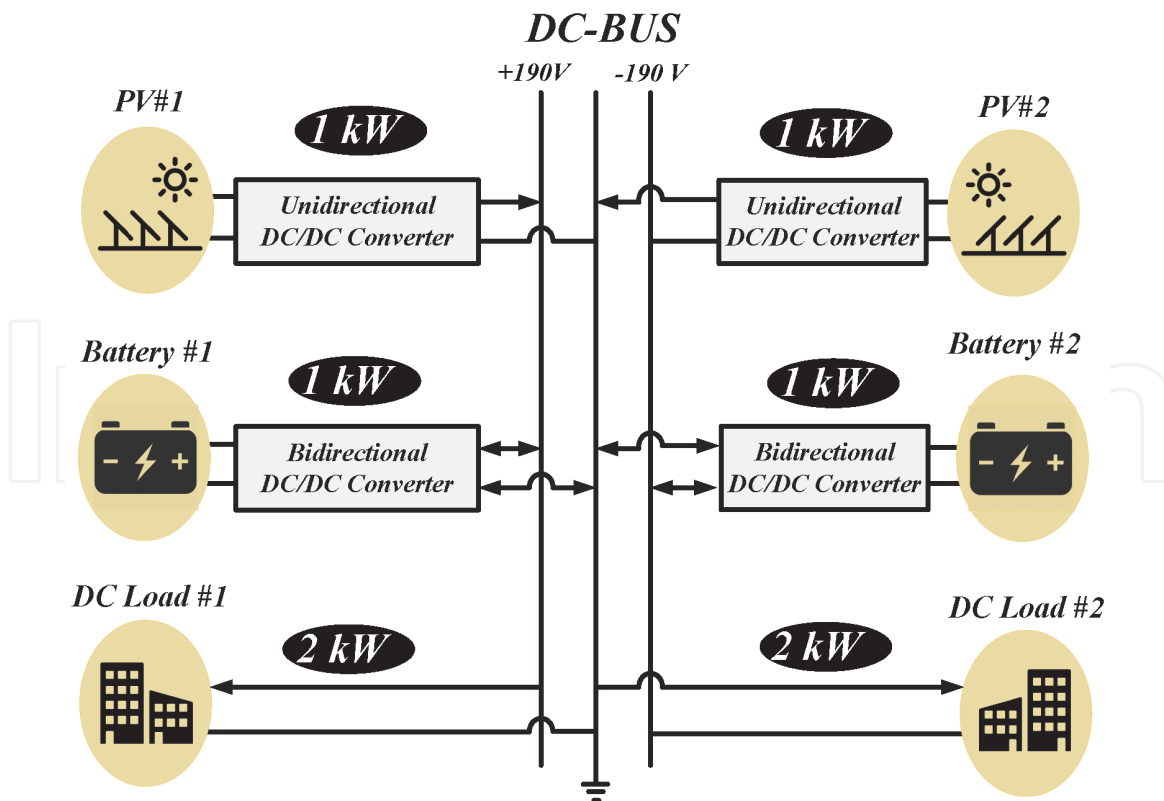 DC-BUS
+190V
-190 V
PV#1
1 kW
1 kW
PV#2
Unidirectional
DC/DC Converter
Unidirectional
DC/DC Converter
Battery #1
1 kW
1 kW
Battery #2
Bidirectional
DC/DC Converter
Bidirectional
DC/DC Converter
DC Load #1
2 kW
2 kW
DC Load #2